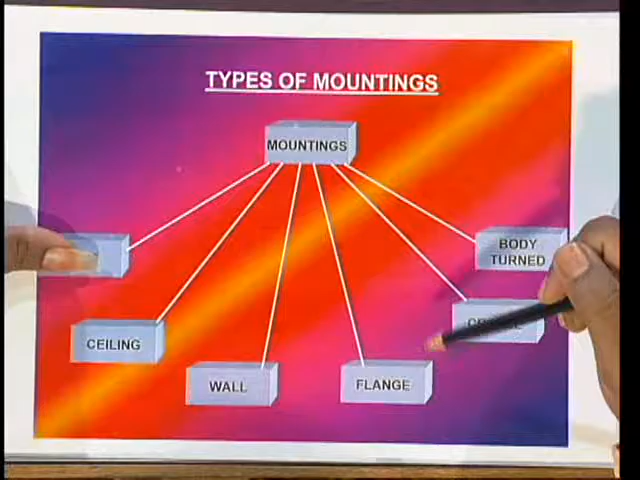 TYPES OF MOUNTINGS
MOUNTINGS
BODY
TURNED
CEILING
WALL
FLANGE